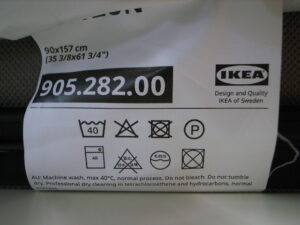 90x157 cm
(35 3/8x61 3/4")
905.282.00
IKEA
Design and Quality
IKEA of Sweden
40
P
AU: Machine wash, max 40°C, normal process. Do not bleach. Do not tumble
dry. Professional dry cleaning in tetrachloroethene and hydrocarbons, normal